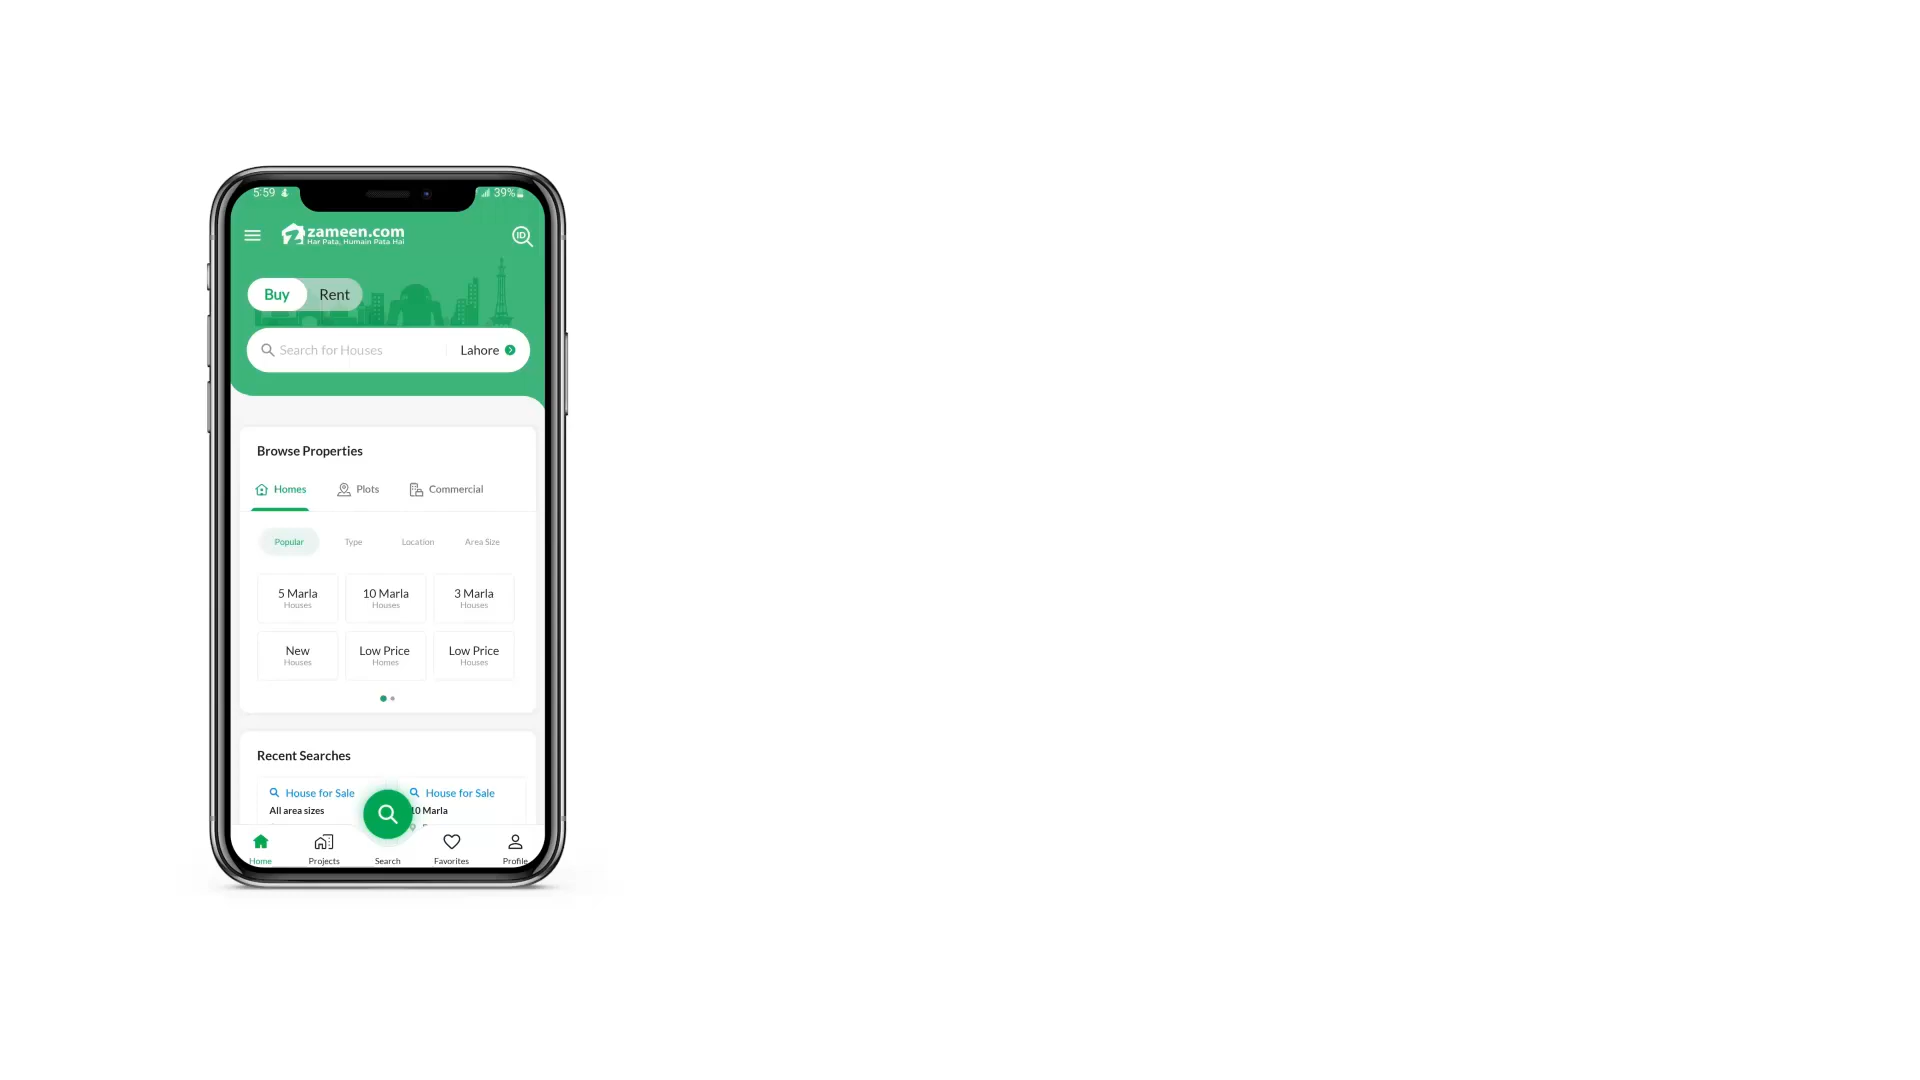 5:59
39%
zameen.com
Har Pata, Humain Pata Hai
ID
Buy Rent
Search for Houses Lahore
Browse Properties
Homes Plots Commercial
Popular Type Location Area Size
5 Marla 10 Marla 3 Marla
Houses Houses Houses
New Low Price Low Price
Houses Homes Houses
Recent Searches
House for Sale House for Sale
All area sizes 10 Marla
Home Projects Search Favorites Profile